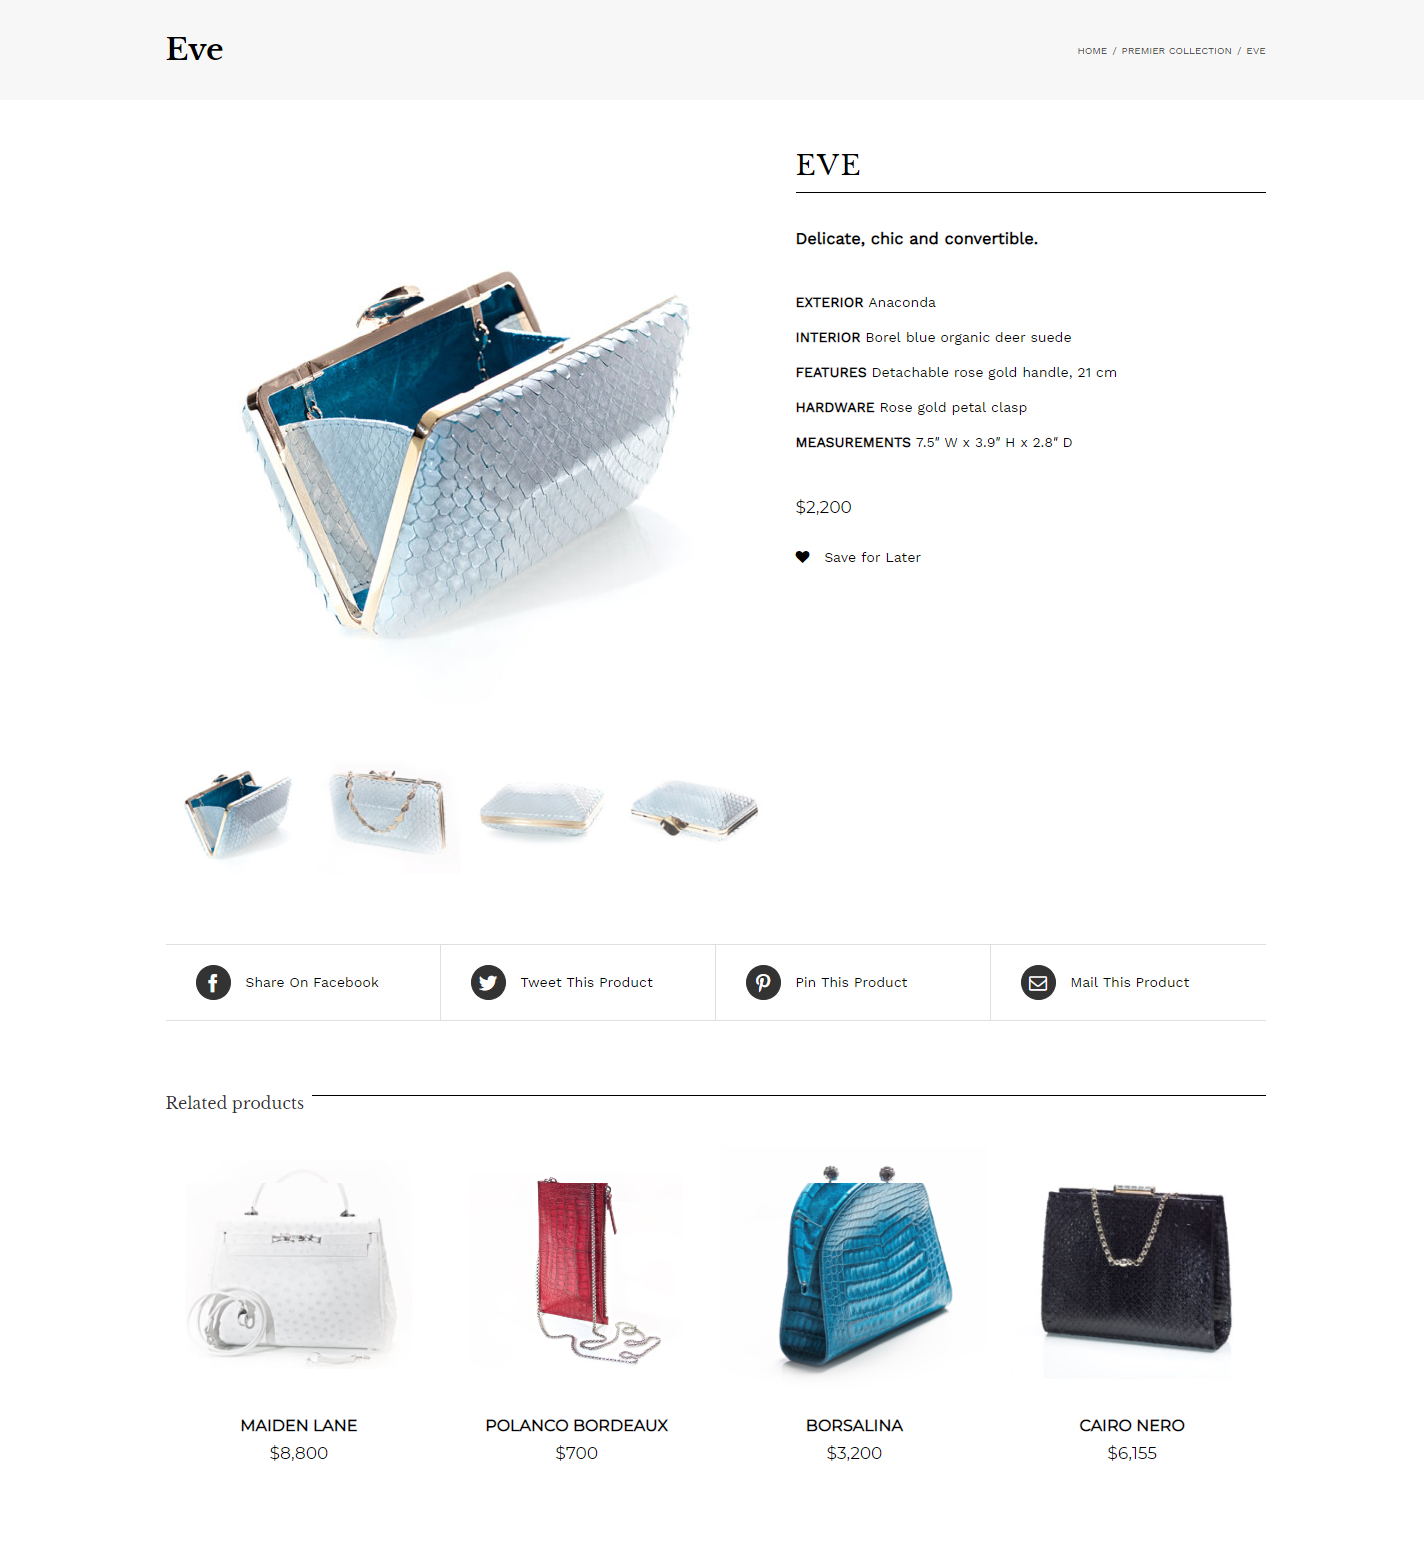 Eve
HOME / PREMIER COLLECTION / EVE
EVE
Delicate, chic and convertible.
EXTERIOR Anaconda
INTERIOR Borel blue organic deer suede
FEATURES Detachable rose gold handle, 21 cm
HARDWARE Rose gold petal clasp
MEASUREMENTS 7.5″ W x 3.9″ H x 2.8″ D
$2,200
Save for Later
Share On Facebook
Tweet This Product
Pin This Product
Mail This Product
Related products
MAIDEN LANE
$8,800
POLANCO BORDEAUX
$700
BORSALINA
$3,200
CAIRO NERO
$6,155